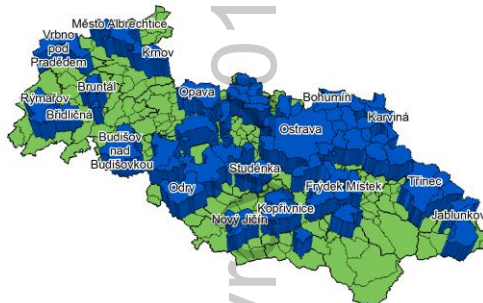 Město Albrechtice
Vrbno
pod
Pradědem
Krnov
Bruntál
Rýmařov
Břidličná
Opava
Bohumín
Karviná
Ostrava
Budišov
nad
Budišovkou
Studénka
Odry
Frýdek Místek
Třinec
Kopřivnice
Nový Jičín
Jablunkov